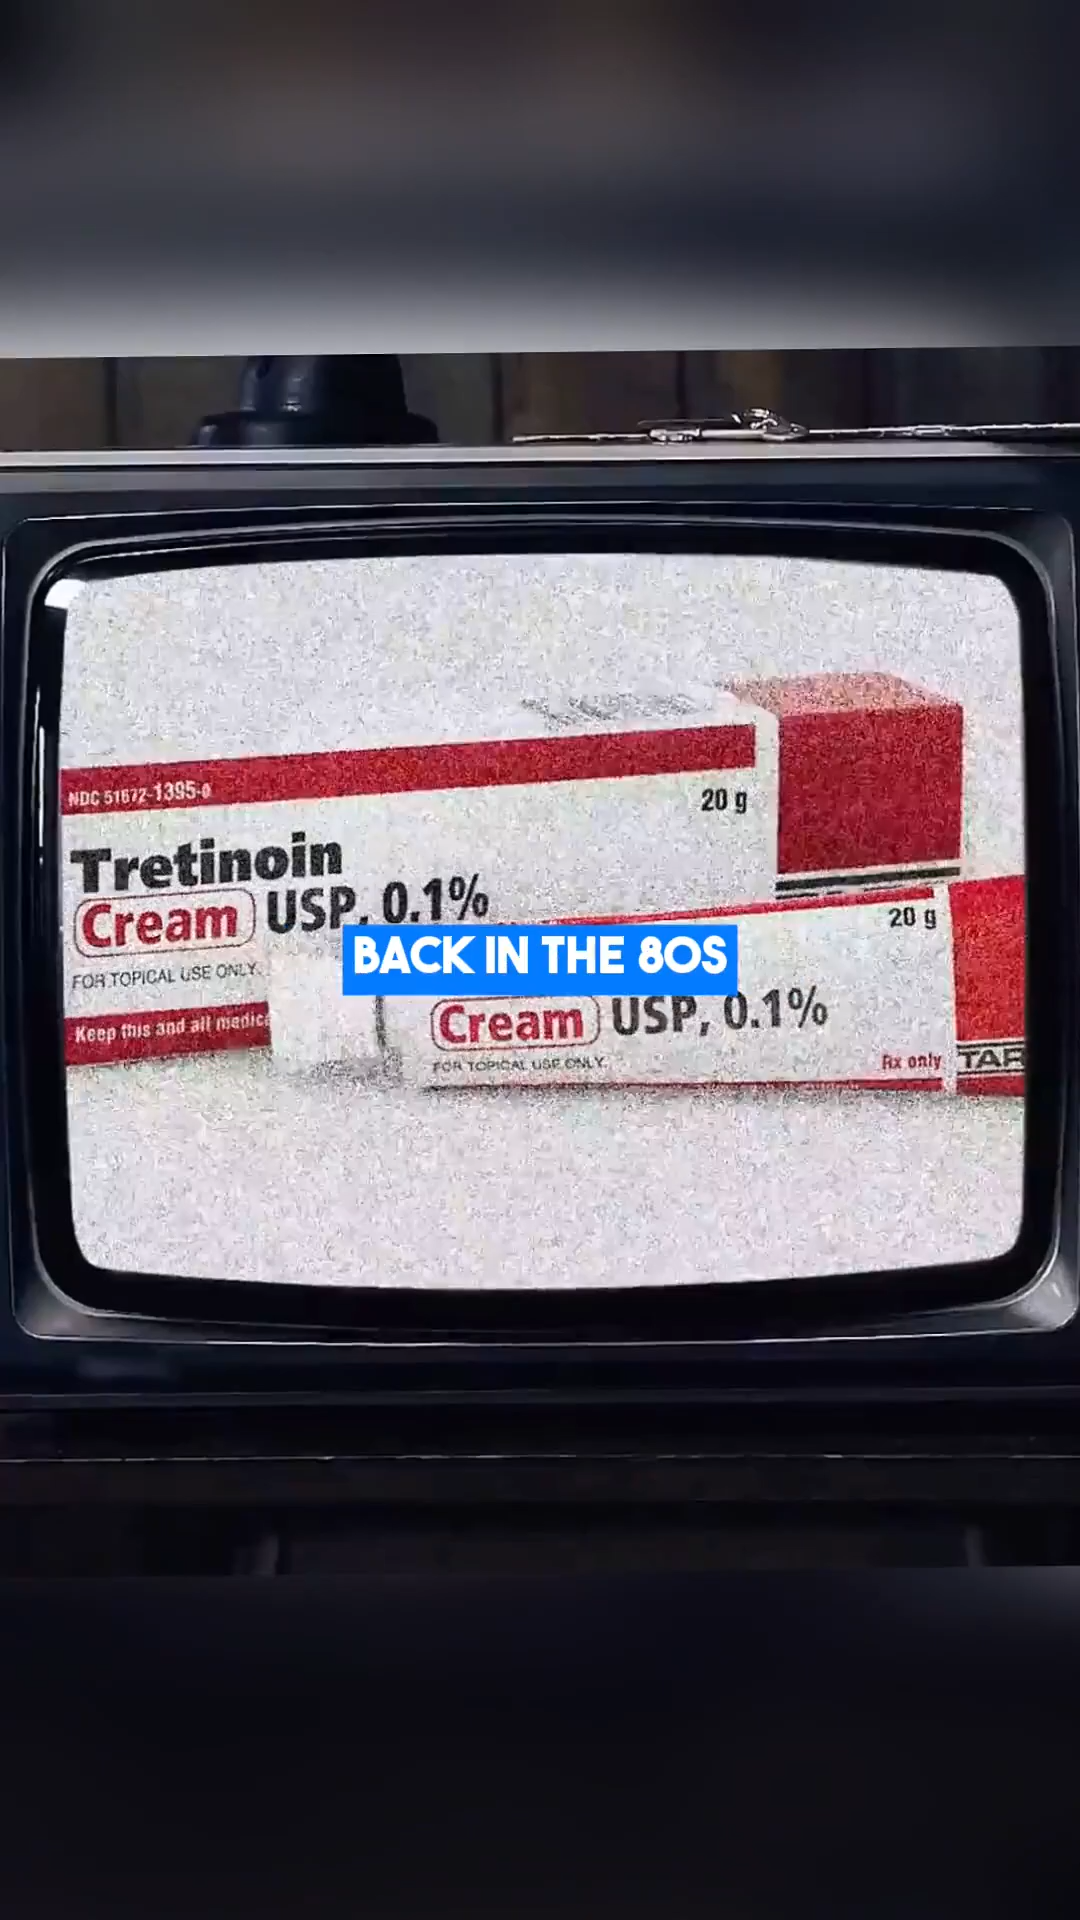 NDC 51672-1395-0
20 g
Tretinoin
Cream USP, 0.1%
FOR TOPICAL USE ONLY.
Keep this and all medica
BACK IN THE 80S
20 g
Cream USP, 0.1%
FOR TOPICAL USE ONLY.
Rx only
TAR